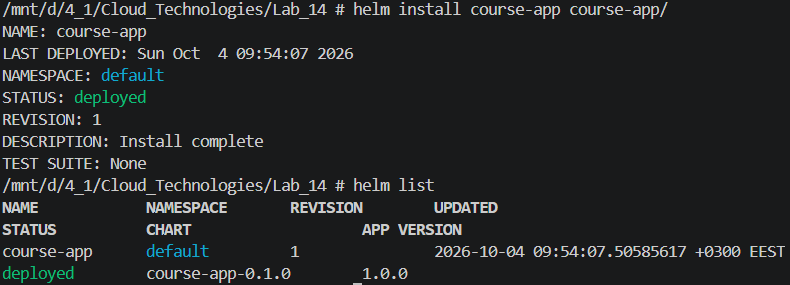 /mnt/d/4_1/Cloud_Technologies/Lab_14 # helm install course-app course-app/
NAME: course-app
LAST DEPLOYED: Sun Oct  4 09:54:07 2026
NAMESPACE: default
STATUS: deployed
REVISION: 1
DESCRIPTION: Install complete
TEST SUITE: None
/mnt/d/4_1/Cloud_Technologies/Lab_14 # helm list
NAME            NAMESPACE       REVISION        UPDATED
STATUS          CHART                   APP VERSION
course-app      default         1               2026-10-04 09:54:07.50585617 +0300 EEST
deployed        course-app-0.1.0        1.0.0